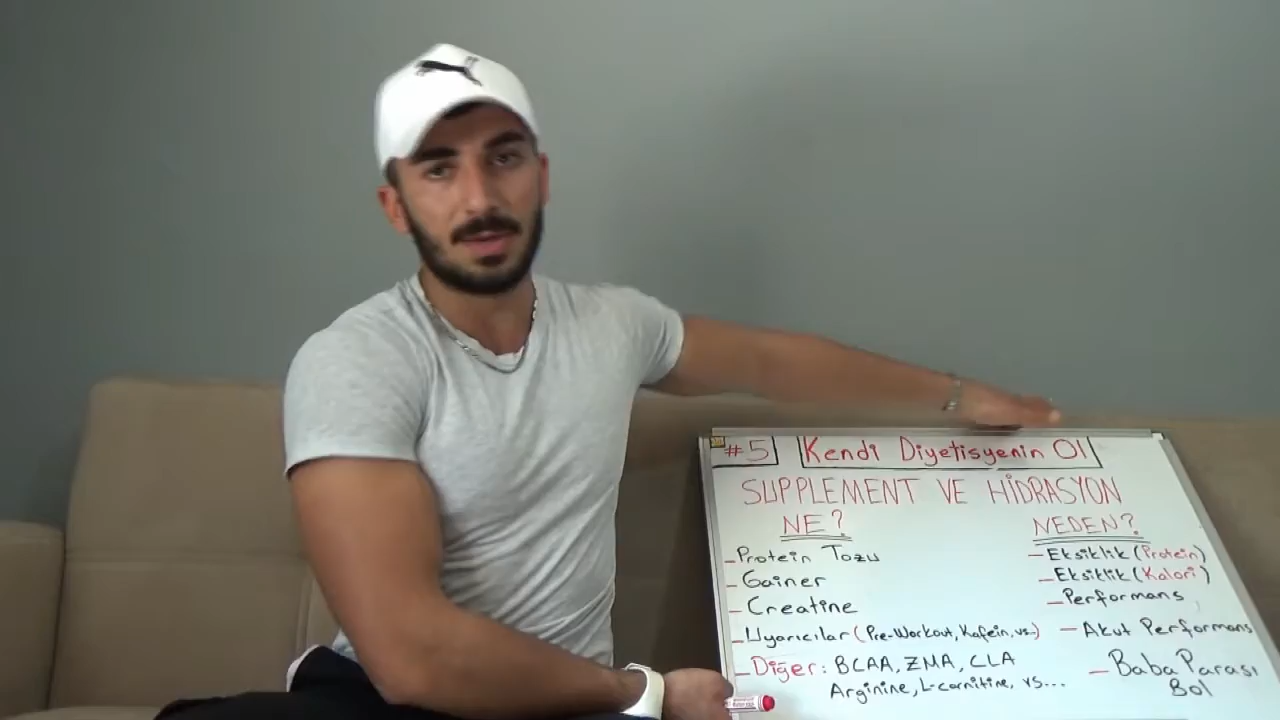 #5 Kendi Diyetisyenin Ol
SUPPLEMENT VE HİDRASYON
NE? NEDEN?
- Protein Tozu - Eksiklik (Protein)
- Gainer - Eksiklik (Kalori)
- Creatine - Performans
- Uyarıcılar (Pre-Workout, Kafein, vs.) - Akut Performans
- Diğer: BCAA, ZMA, CLA - Baba Parası
Arginine, L-carnitine, vs... Bol